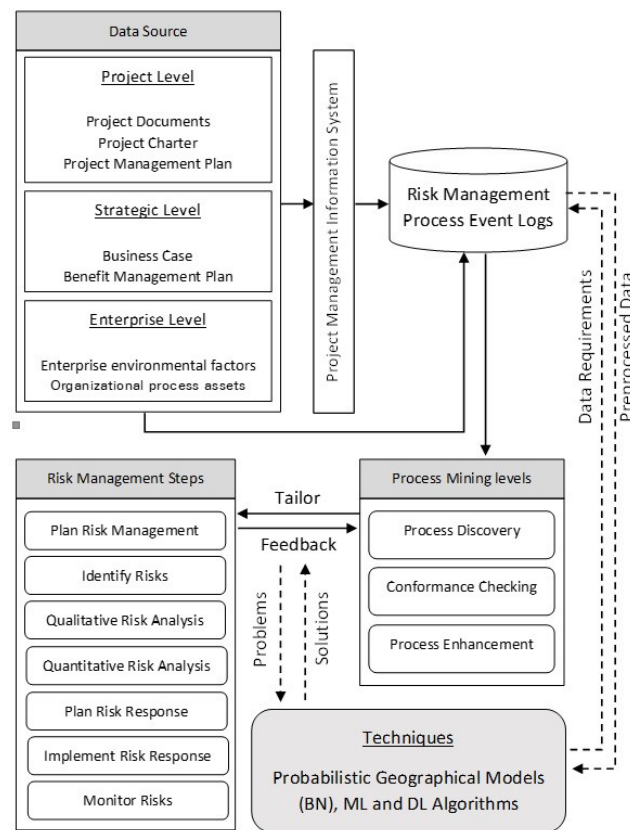 Data Source
Project Level
Project Documents
Project Charter
Project Management Plan
Strategic Level
Business Case
Benefit Management Plan
Enterprise Level
Enterprise environmental factors
Organizational process assets
Project Management Information System
Risk Management
Process Event Logs
Data Requirements
Preprocessed Data
Risk Management Steps
Plan Risk Management
Identify Risks
Qualitative Risk Analysis
Quantitative Risk Analysis
Plan Risk Response
Implement Risk Response
Monitor Risks
Tailor
Feedback
Problems
Solutions
Process Mining levels
Process Discovery
Conformance Checking
Process Enhancement
Techniques
Probabilistic Geographical Models
(BN), ML and DL Algorithms